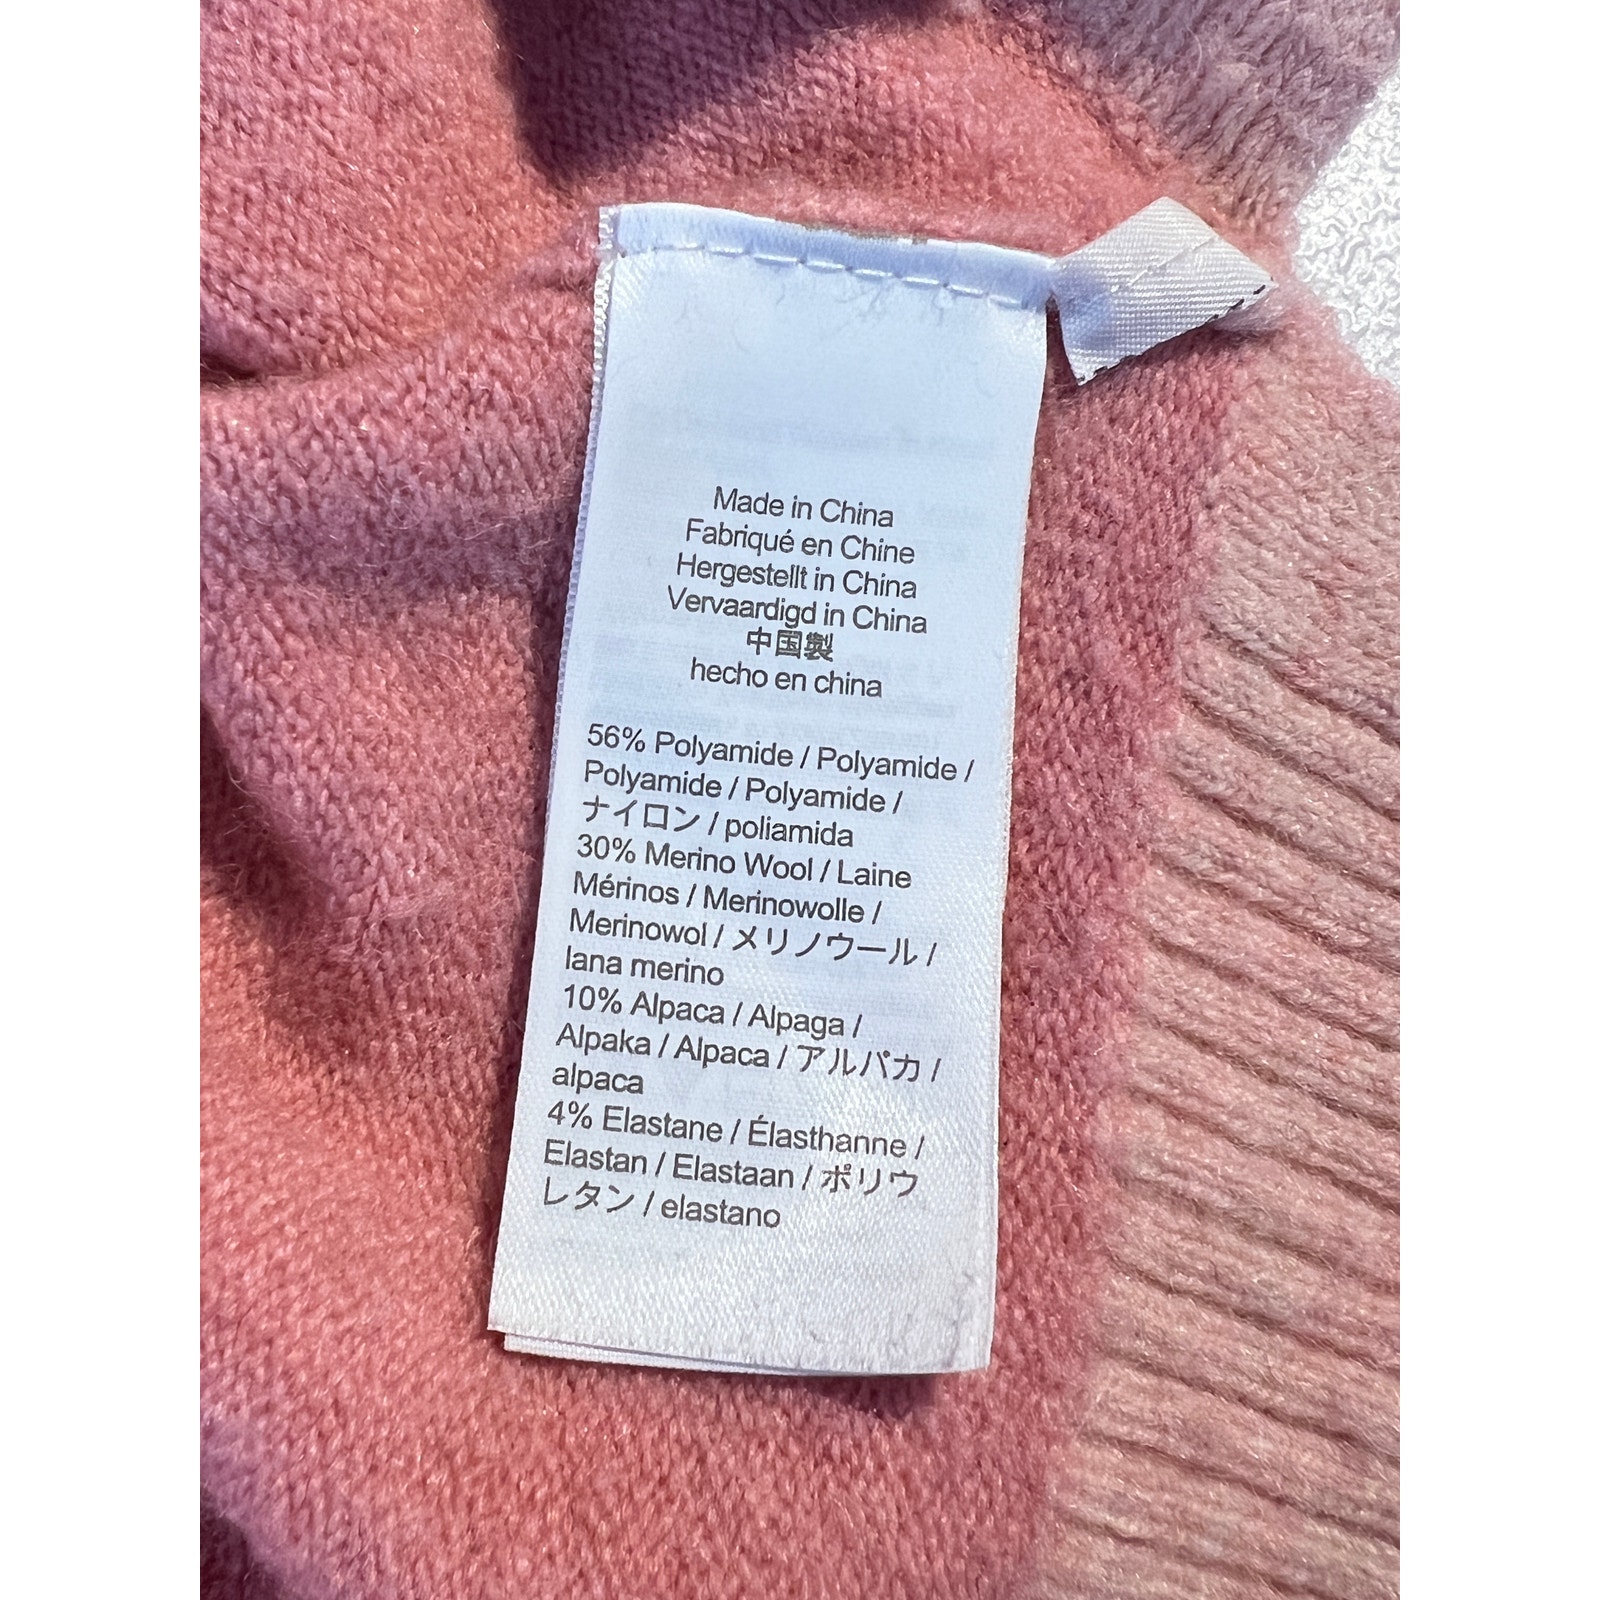 Made in China
Fabriqué en Chine
Hergestellt in China
Vervaardigd in China
中国製
hecho en china
56% Polyamide / Polyamide /
Polyamide / Polyamide /
ナイロン / poliamida
30% Merino Wool / Laine
Mérinos / Merinowolle /
Merinowol / メリノウール /
lana merino
10% Alpaca / Alpaga /
Alpaka / Alpaca / アルパカ /
alpaca
4% Elastane / Élasthanne /
Elastan / Elastaan / ポリウ
レタン / elastano